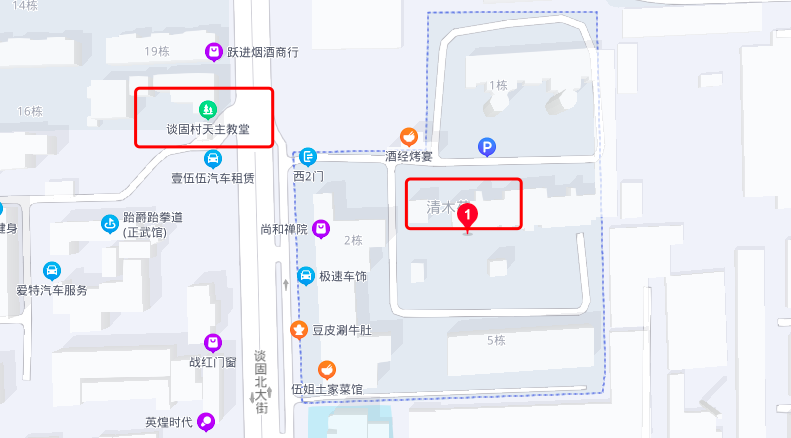 14栋
跃进烟酒商行
19栋
1栋
16栋
谈固村天主教堂
P
酒经烤宴
壹伍伍汽车租赁
西2门
清木
1
跆爵跆拳道
(正武馆)
健身
尚和禅院
2栋
极速车饰
爱特汽车服务
豆皮涮牛肚
5栋
战红门窗
谈固北大街
伍姐土家菜馆
英煌时代